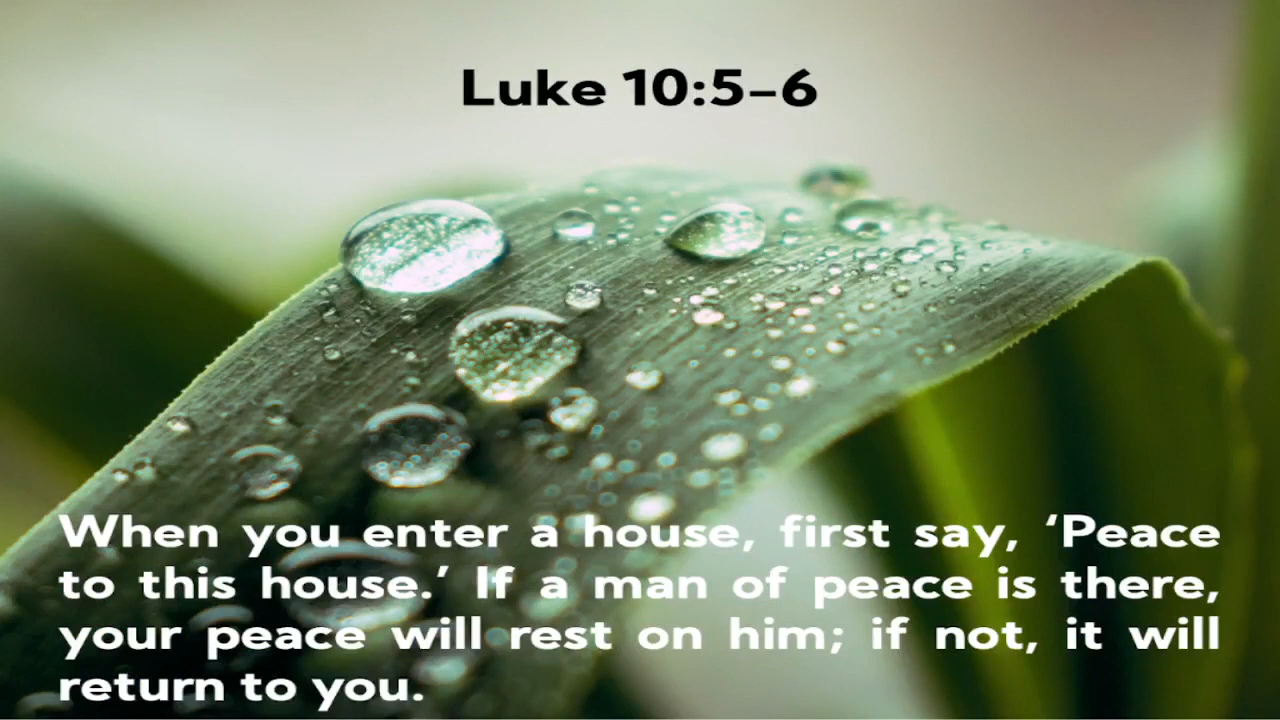 Luke 10:5–6
When you enter a house, first say, ‘Peace
to this house.’ If a man of peace is there,
your peace will rest on him; if not, it will
return to you.